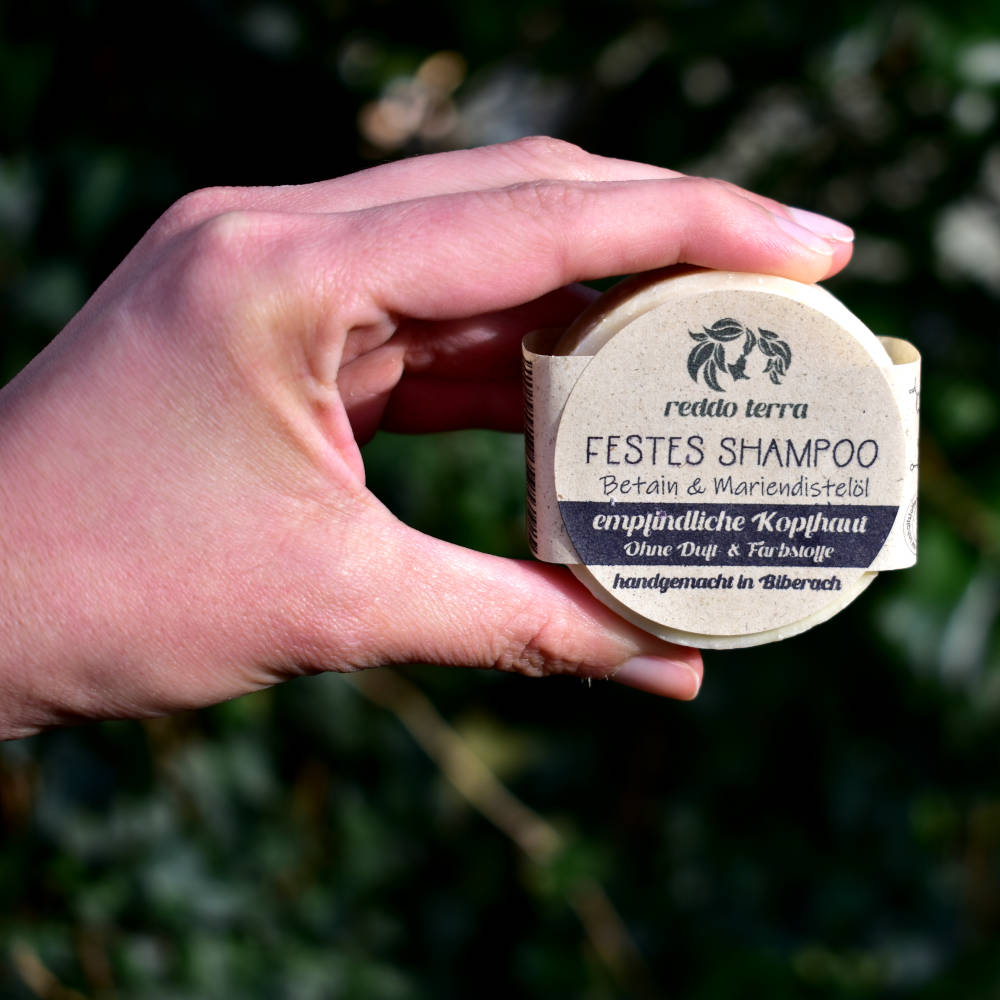 reddo terra
FESTES SHAMPOO
Betain & Mariendistelöl
empfindliche Kopfhaut
Ohne Duft & Farbstoffe
handgemacht in Biberach